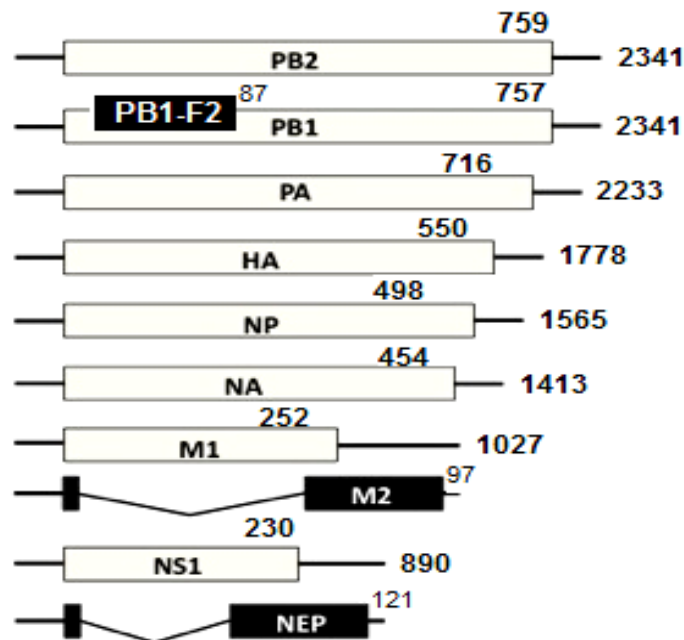 759
PB2 2341
PB1-F2 87 757
PB1 2341
716
PA 2233
550
HA 1778
498
NP 1565
454
NA 1413
252
M1 1027
M2 97
230
NS1 890
NEP 121